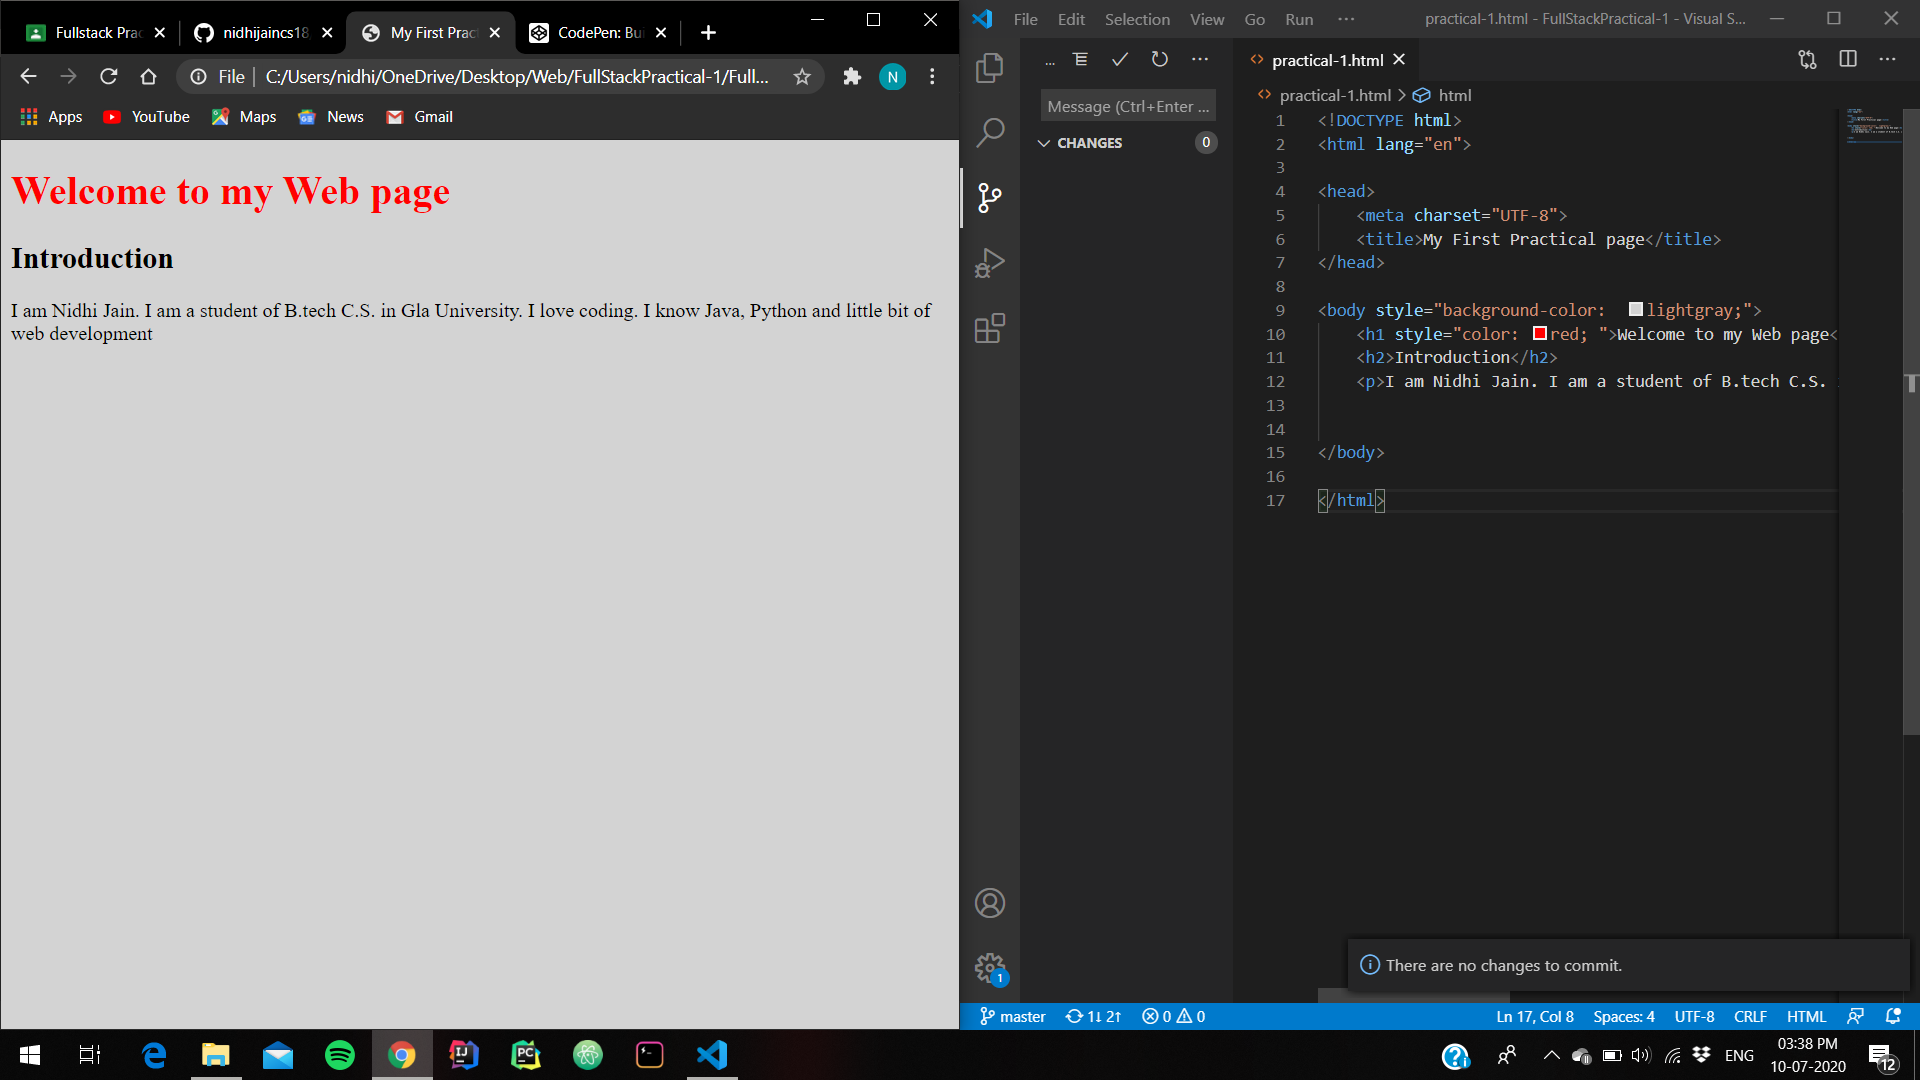 Fullstack Prac
nidhijaincs18
My First Prac
CodePen: Bu
File
C:/Users/nidhi/OneDrive/Desktop/Web/FullStackPractical-1/Full...
N
Apps
YouTube
Maps
News
Gmail
Welcome to my Web page
Introduction
I am Nidhi Jain. I am a student of B.tech C.S. in Gla University. I love coding. I know Java, Python and little bit of
web development
File Edit Selection View Go Run ···
practical-1.html - FullStackPractical-1 - Visual S...
practical-1.html
Message (Ctrl+Enter ...
CHANGES
0
practical-1.html > html
1 <!DOCTYPE html>
2 <html lang="en">
3
4 <head>
5 <meta charset="UTF-8">
6 <title>My First Practical page</title>
7 </head>
8
9 <body style="background-color: lightgray;">
10 <h1 style="color: red; ">Welcome to my Web page<
11 <h2>Introduction</h2>
12 <p>I am Nidhi Jain. I am a student of B.tech C.S.
13
14
15 </body>
16
17 </html>
1
There are no changes to commit.
master
1↓ 2↑
0
0
Ln 17, Col 8
Spaces: 4
UTF-8
CRLF
HTML
IJ
PC
ENG
03:38 PM
10-07-2020
12